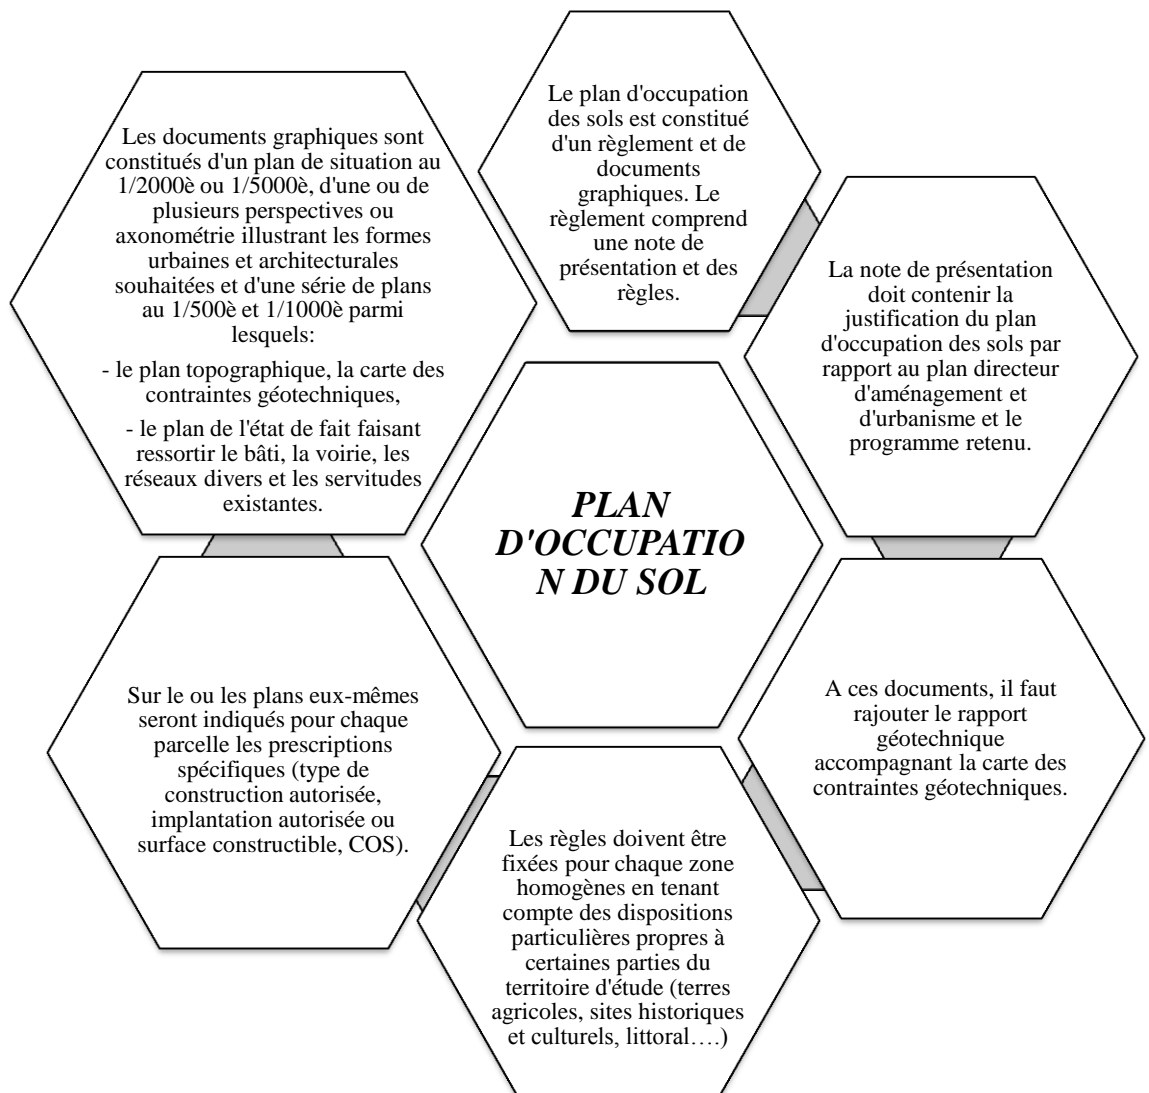 Le plan d'occupation
des sols est constitué
d'un règlement et de
documents
graphiques. Le
règlement comprend
une note de
présentation et des
règles.
La note de présentation
doit contenir la
justification du plan
d'occupation des sols par
rapport au plan directeur
d'aménagement et
d'urbanisme et le
programme retenu.
A ces documents, il faut
rajouter le rapport
géotechnique
accompagnant la carte des
contraintes géotechniques.
Les règles doivent être
fixées pour chaque zone
homogènes en tenant
compte des dispositions
particulières propres à
certaines parties du
territoire d'étude (terres
agricoles, sites historiques
et culturels, littoral….)
Sur le ou les plans eux-mêmes
seront indiqués pour chaque
parcelle les prescriptions
spécifiques (type de
construction autorisée,
implantation autorisée ou
surface constructible, COS).
Les documents graphiques sont
constitués d'un plan de situation au
1/2000è ou 1/5000è, d'une ou de
plusieurs perspectives ou
axonométrie illustrant les formes
urbaines et architecturales
souhaitées et d'une série de plans
au 1/500è et 1/1000è parmi
lesquels:
- le plan topographique, la carte des
contraintes géotechniques,
- le plan de l'état de fait faisant
ressortir le bâti, la voirie, les
réseaux divers et les servitudes
existantes.
PLAN
D'OCCUPATIO
N DU SOL